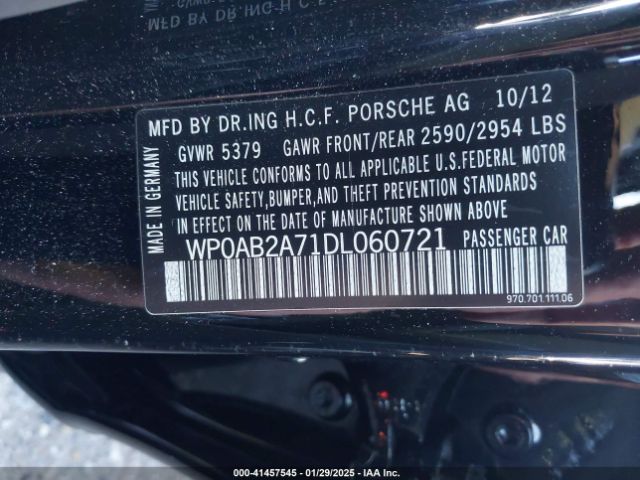 MFD BY DR.ING H.C.F. PORSCHE AG 10/12
GVWR 5379 GAWR FRONT/REAR 2590/2954 LBS
THIS VEHICLE CONFORMS TO ALL APPLICABLE U.S.FEDERAL MOTOR
VEHICLE SAFETY,BUMPER,AND THEFT PREVENTION STANDARDS
IN EFFECT ON THE DATE OF MANUFACTURE SHOWN ABOVE.
WP0AB2A71DL060721 PASSENGER CAR
970.701.111.06
MADE IN GERMANY
000-41457545 - 01/29/2025 - IAA Inc.